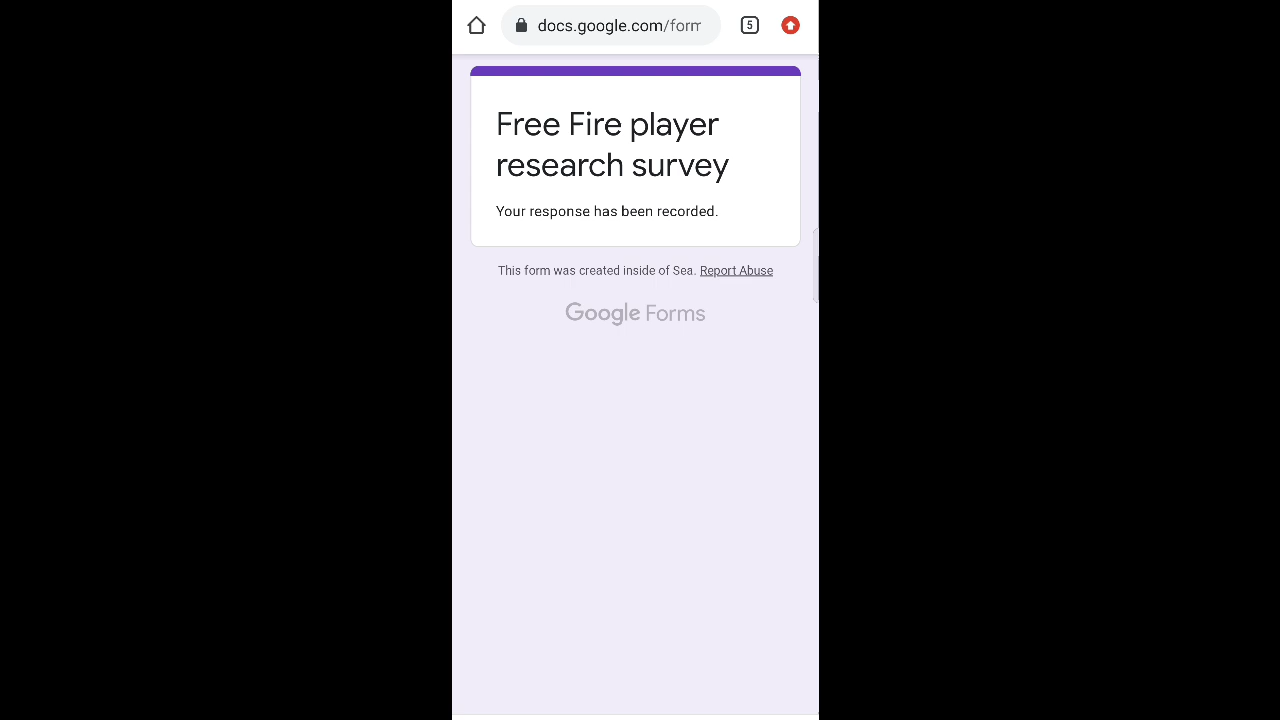 docs.google.com/form
5
Free Fire player
research survey
Your response has been recorded.
This form was created inside of Sea. Report Abuse
Google Forms